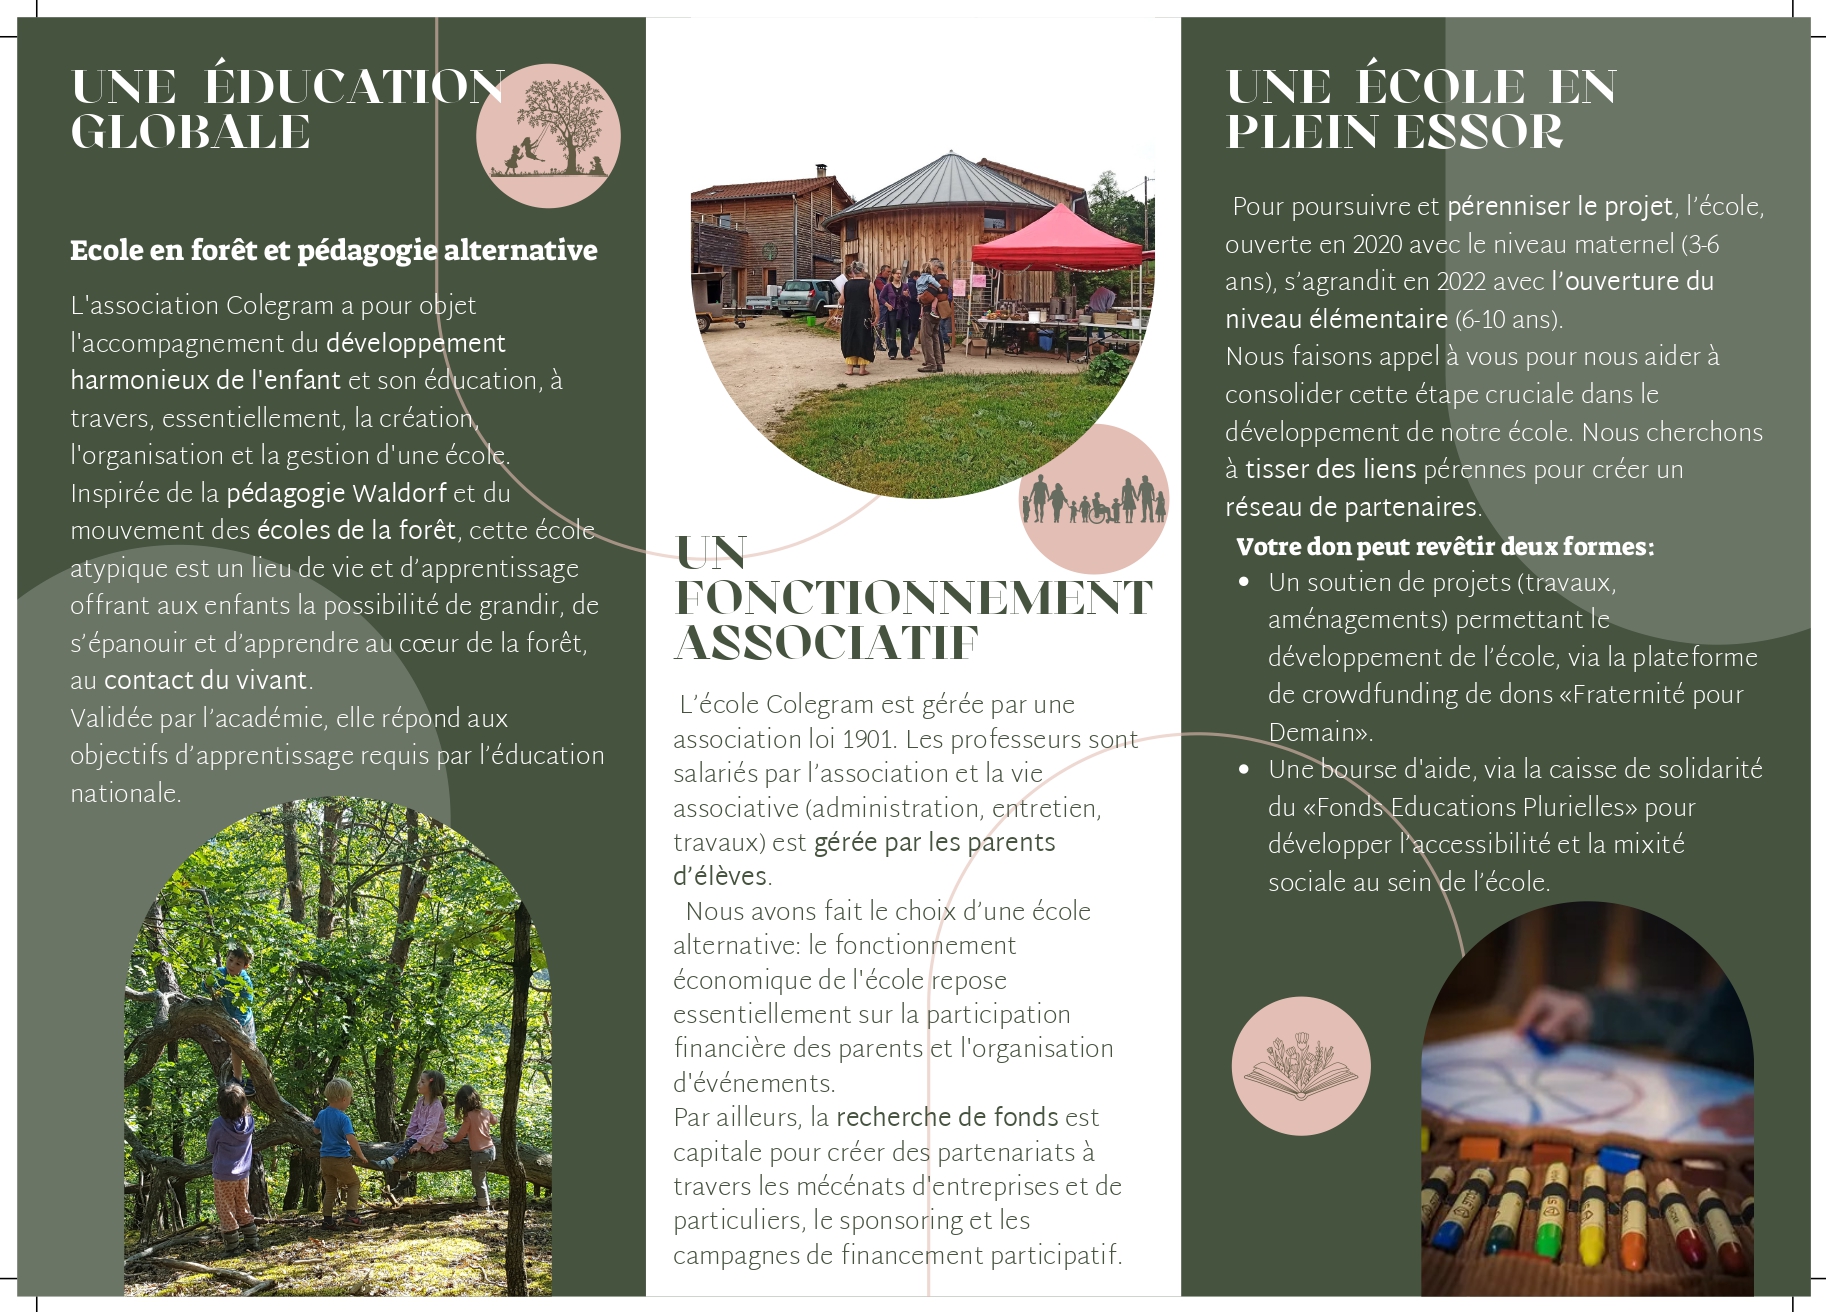 UNE ÉDUCATION
GLOBALE
Ecole en forêt et pédagogie alternative
L'association Colegram a pour objet
l'accompagnement du développement
harmonieux de l'enfant et son éducation, à
travers, essentiellement, la création,
l'organisation et la gestion d'une école.
Inspirée de la pédagogie Waldorf et du
mouvement des écoles de la forêt, cette école
atypique est un lieu de vie et d’apprentissage
offrant aux enfants la possibilité de grandir, de
s’épanouir et d’apprendre au cœur de la forêt,
au contact du vivant.
Validée par l’académie, elle répond aux
objectifs d’apprentissage requis par l’éducation
nationale.
UN
FONCTIONNEMENT
ASSOCIATIF
L’école Colegram est gérée par une
association loi 1901. Les professeurs sont
salariés par l’association et la vie
associative (administration, entretien,
travaux) est gérée par les parents
d’élèves.
Nous avons fait le choix d’une école
alternative: le fonctionnement
économique de l'école repose
essentiellement sur la participation
financière des parents et l'organisation
d'événements.
Par ailleurs, la recherche de fonds est
capitale pour créer des partenariats à
travers les mécénats d'entreprises et de
particuliers, le sponsoring et les
campagnes de financement participatif.
UNE ÉCOLE EN
PLEIN ESSOR
Pour poursuivre et pérenniser le projet, l’école,
ouverte en 2020 avec le niveau maternel (3-6
ans), s’agrandit en 2022 avec l’ouverture du
niveau élémentaire (6-10 ans).
Nous faisons appel à vous pour nous aider à
consolider cette étape cruciale dans le
développement de notre école. Nous cherchons
à tisser des liens pérennes pour créer un
réseau de partenaires.
Votre don peut revêtir deux formes:
• Un soutien de projets (travaux,
aménagements) permettant le
développement de l’école, via la plateforme
de crowdfunding de dons «Fraternité pour
Demain».
• Une bourse d'aide, via la caisse de solidarité
du «Fonds Educations Plurielles» pour
développer l’accessibilité et la mixité
sociale au sein de l’école.